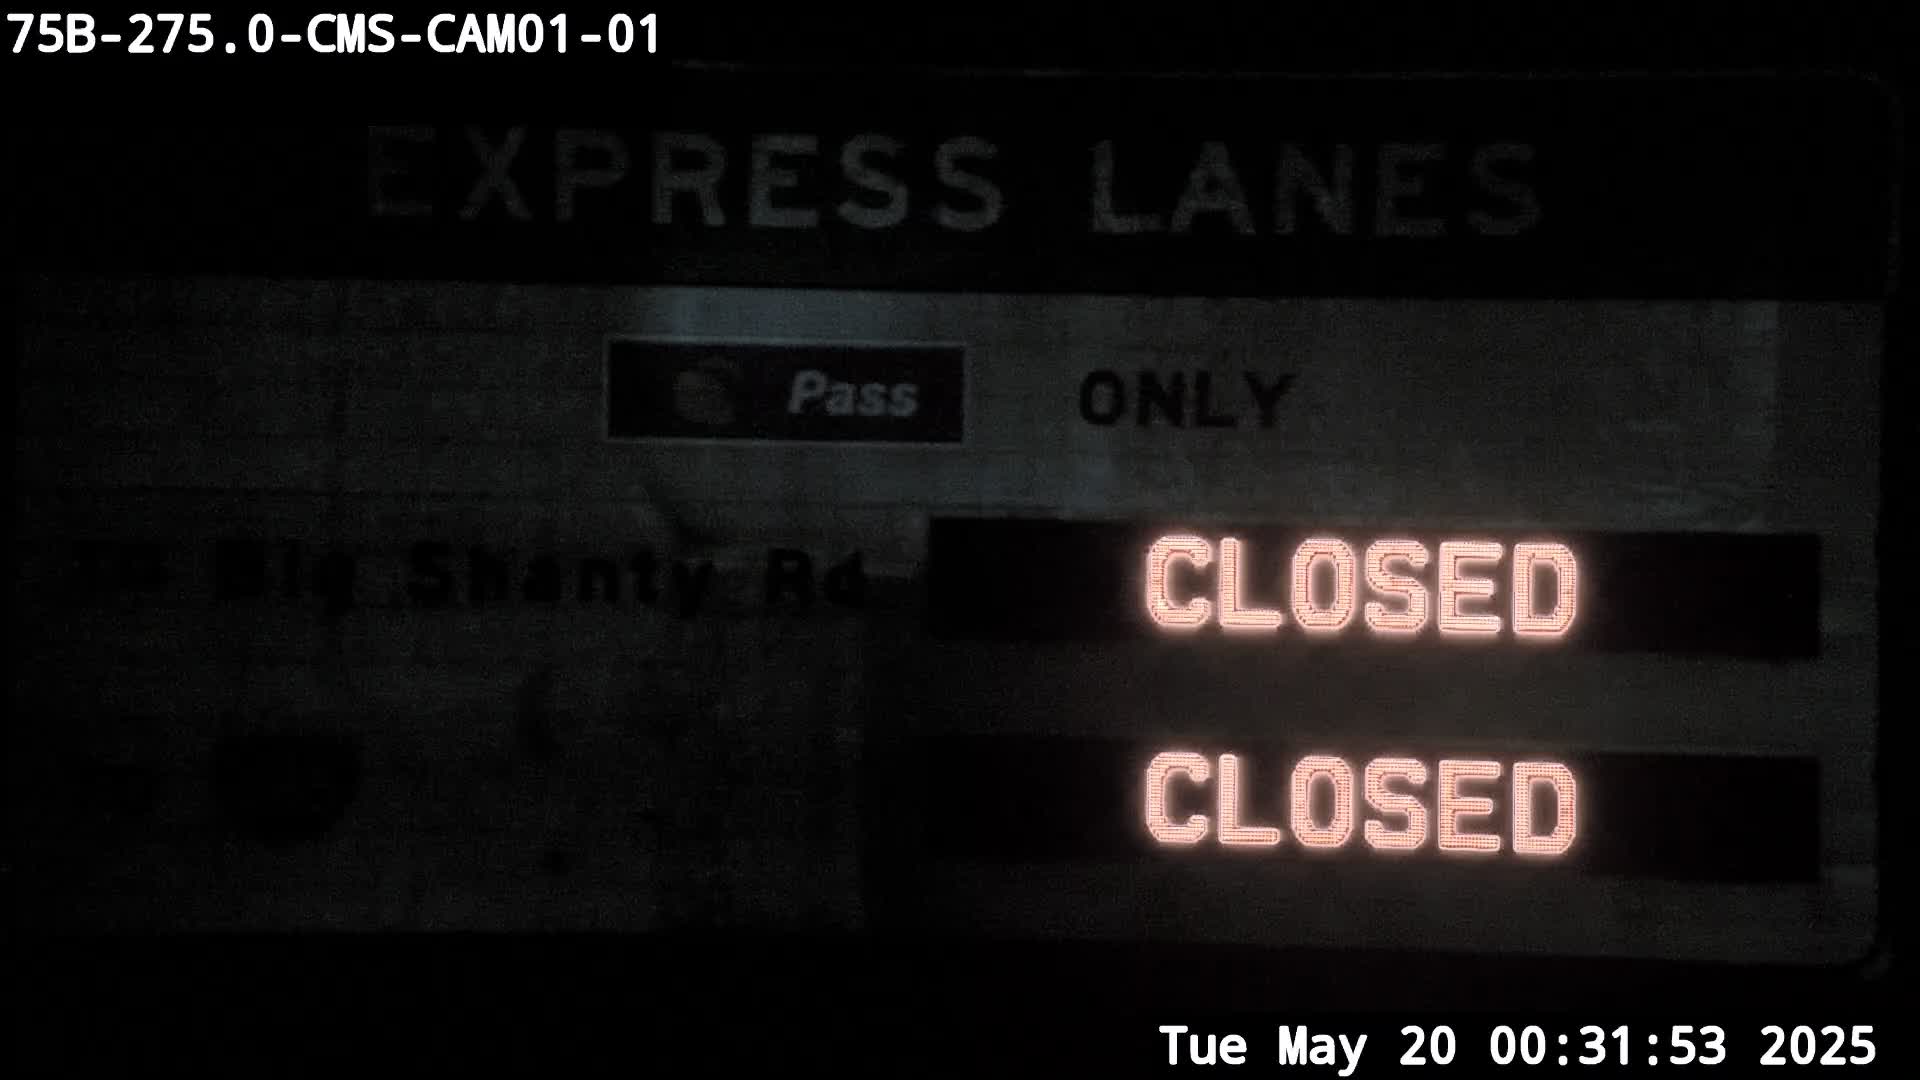 75B-275.0-CMS-CAM01-01
EXPRESS LANES
Pass ONLY
Big Shanty Rd CLOSED
CLOSED
Tue May 20 00:31:53 2025